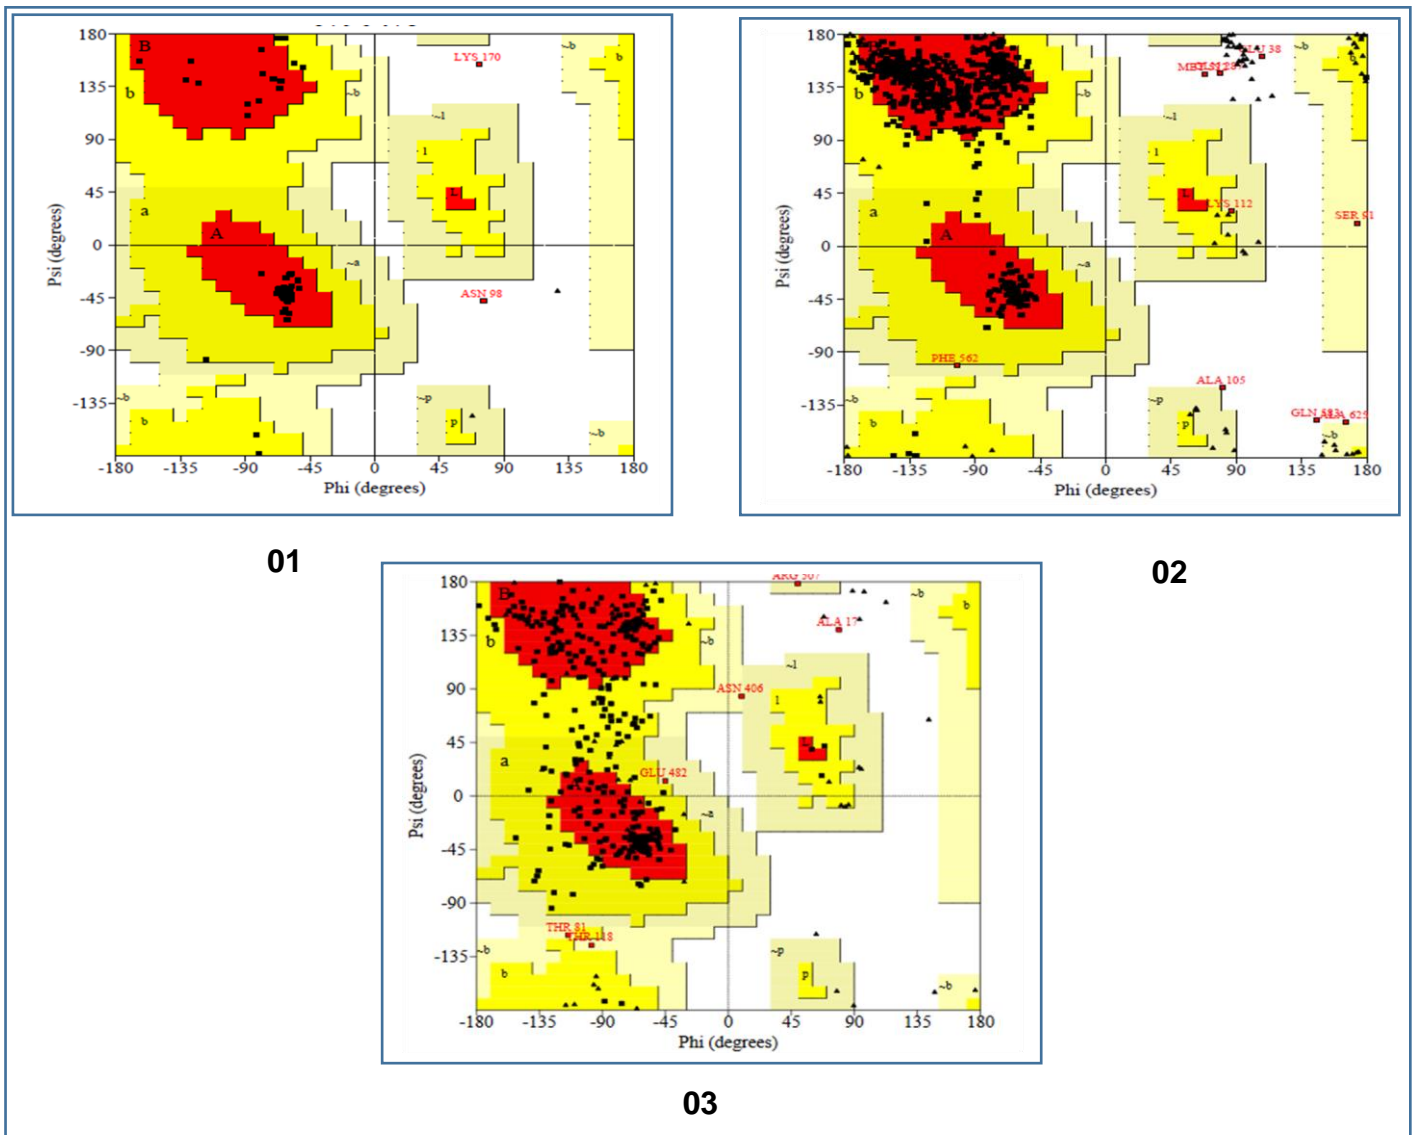 180
135
90
45
0
-45
-90
-135
Psi (degrees)
B
b
a
A
~b
b
~b
b
~a
~l
l
L
~p
p
~b
b
~b
LYS 170
ASN 98
-180 -135 -90 -45 0 45 90 135 180
Phi (degrees)
01
180
135
90
45
0
-45
-90
-135
Psi (degrees)
b
a
A
~b
b
~b
b
~a
~l
l
~p
p
~b
b
~b
LYS 112
SER 91
PHE 562
ALA 105
-180 -135 -90 -45 0 45 90 135 180
Phi (degrees)
02
180
135
90
45
0
-45
-90
-135
Psi (degrees)
B
b
a
~b
b
~b
b
~a
~l
l
~p
p
~b
b
~b
ARG 507
ALA 17
ASN 406
GLU 482
THR 81
-180 -135 -90 -45 0 45 90 135 180
Phi (degrees)
03